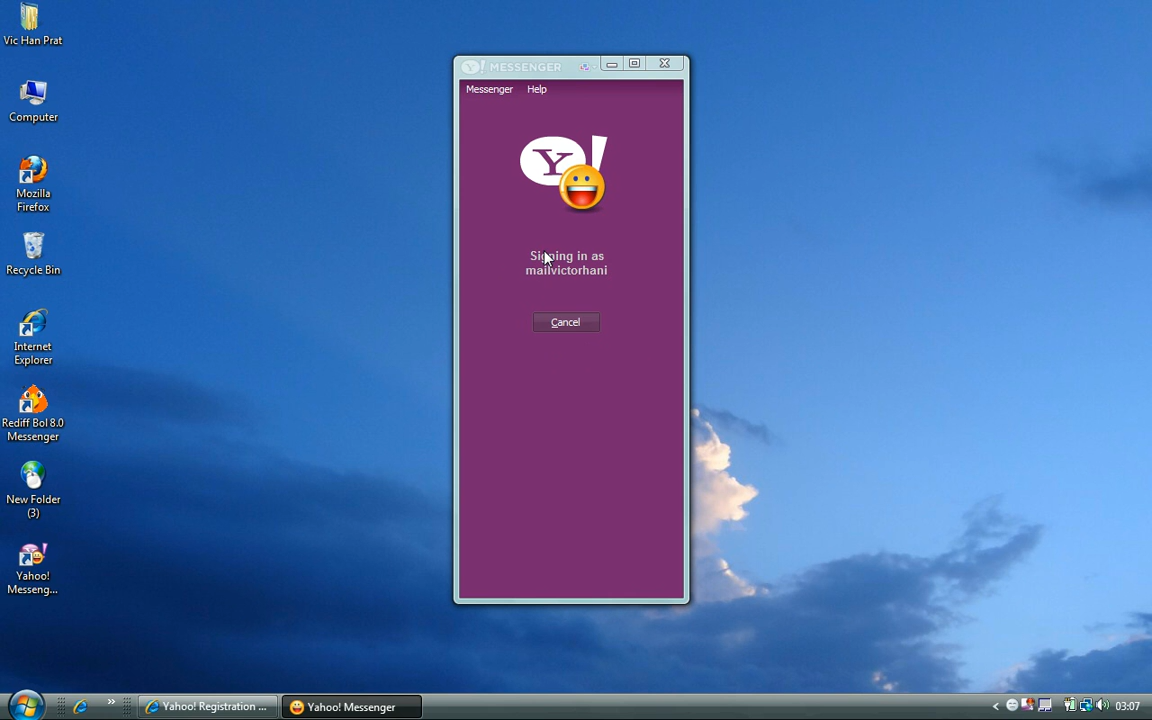 Vic Han Prat
Computer
Mozilla
Firefox
Recycle Bin
Internet
Explorer
Rediff Bol 8.0
Messenger
New Folder
(3)
Yahoo!
Messeng...
Y! MESSENGER
Messenger Help
Y!
Signing in as
mailvictorhani
Cancel
Yahoo! Registration ...
Yahoo! Messenger
03:07